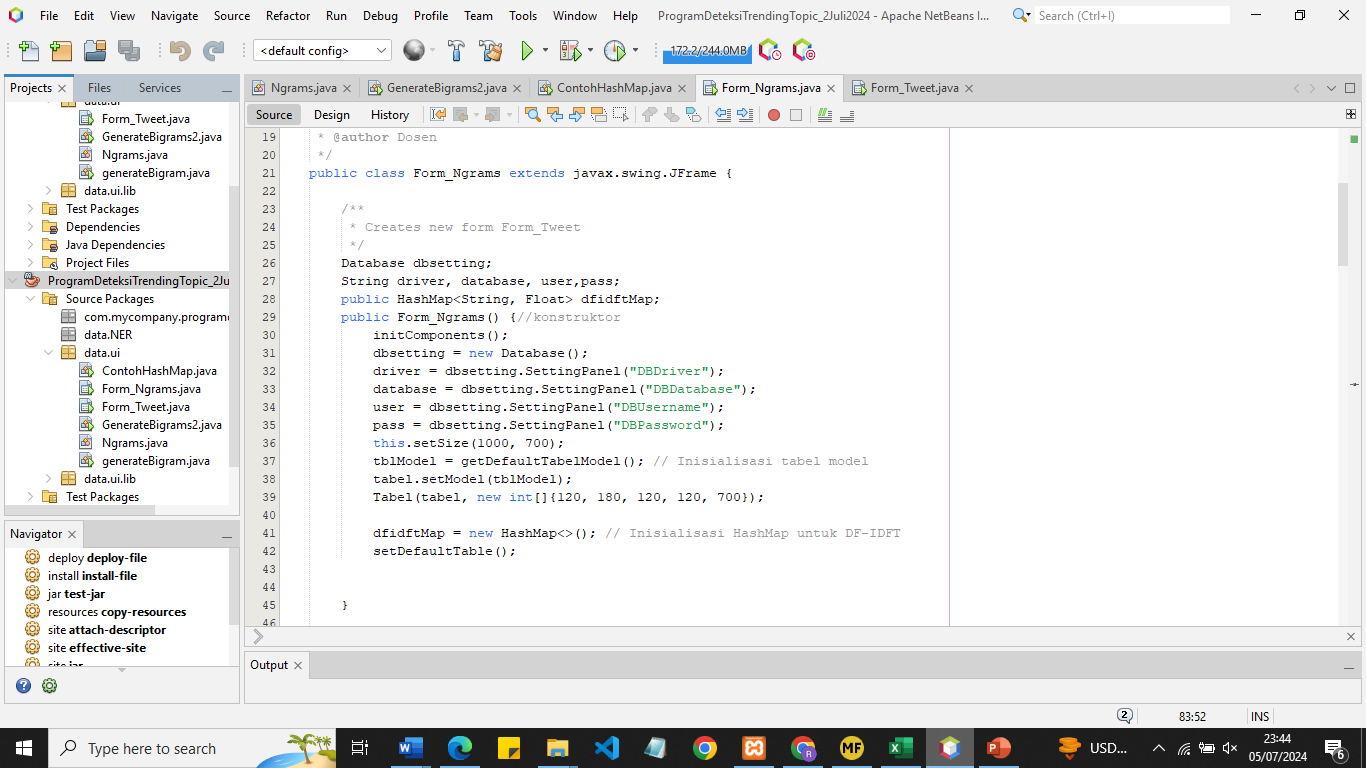 File Edit View Navigate Source Refactor Run Debug Profile Team Tools Window Help ProgramDeteksiTrendingTopic_2Juli2024 - Apache NetBeans I... Search (Ctrl+I)
<default config> 172.2/244.0MB
Projects Files Services
Form_Tweet.java
GenerateBigrams2.java
Ngrams.java
generateBigram.java
data.ui.lib
Test Packages
Dependencies
Java Dependencies
Project Files
ProgramDeteksiTrendingTopic_2Ju
Source Packages
com.mycompany.program
data.NER
data.ui
ContohHashMap.java
Form_Ngrams.java
Form_Tweet.java
GenerateBigrams2.java
Ngrams.java
generateBigram.java
data.ui.lib
Test Packages
Navigator
deploy deploy-file
install install-file
jar test-jar
resources copy-resources
site attach-descriptor
site effective-site
site jar
Ngrams.java GenerateBigrams2.java ContohHashMap.java Form_Ngrams.java Form_Tweet.java
Source Design History
19 * @author Dosen
20 */
21 public class Form_Ngrams extends javax.swing.JFrame {
22
23 /**
24 * Creates new form Form_Tweet
25 */
26 Database dbsetting;
27 String driver, database, user,pass;
28 public HashMap<String, Float> dfidftMap;
29 public Form_Ngrams() {//konstruktor
30 initComponents();
31 dbsetting = new Database();
32 driver = dbsetting.SettingPanel("DBDriver");
33 database = dbsetting.SettingPanel("DBDatabase");
34 user = dbsetting.SettingPanel("DBUsername");
35 pass = dbsetting.SettingPanel("DBPassword");
36 this.setSize(1000, 700);
37 tblModel = getDefaultTabelModel(); // Inisialisasi tabel model
38 tabel.setModel(tblModel);
39 Tabel(tabel, new int[]{120, 180, 120, 120, 700});
40
41 dfidftMap = new HashMap<>(); // Inisialisasi HashMap untuk DF-IDFT
42 setDefaultTable();
43
44
45 }
46
Output
2 83:52 INS
Type here to search USD... 23:44
05/07/2024 6